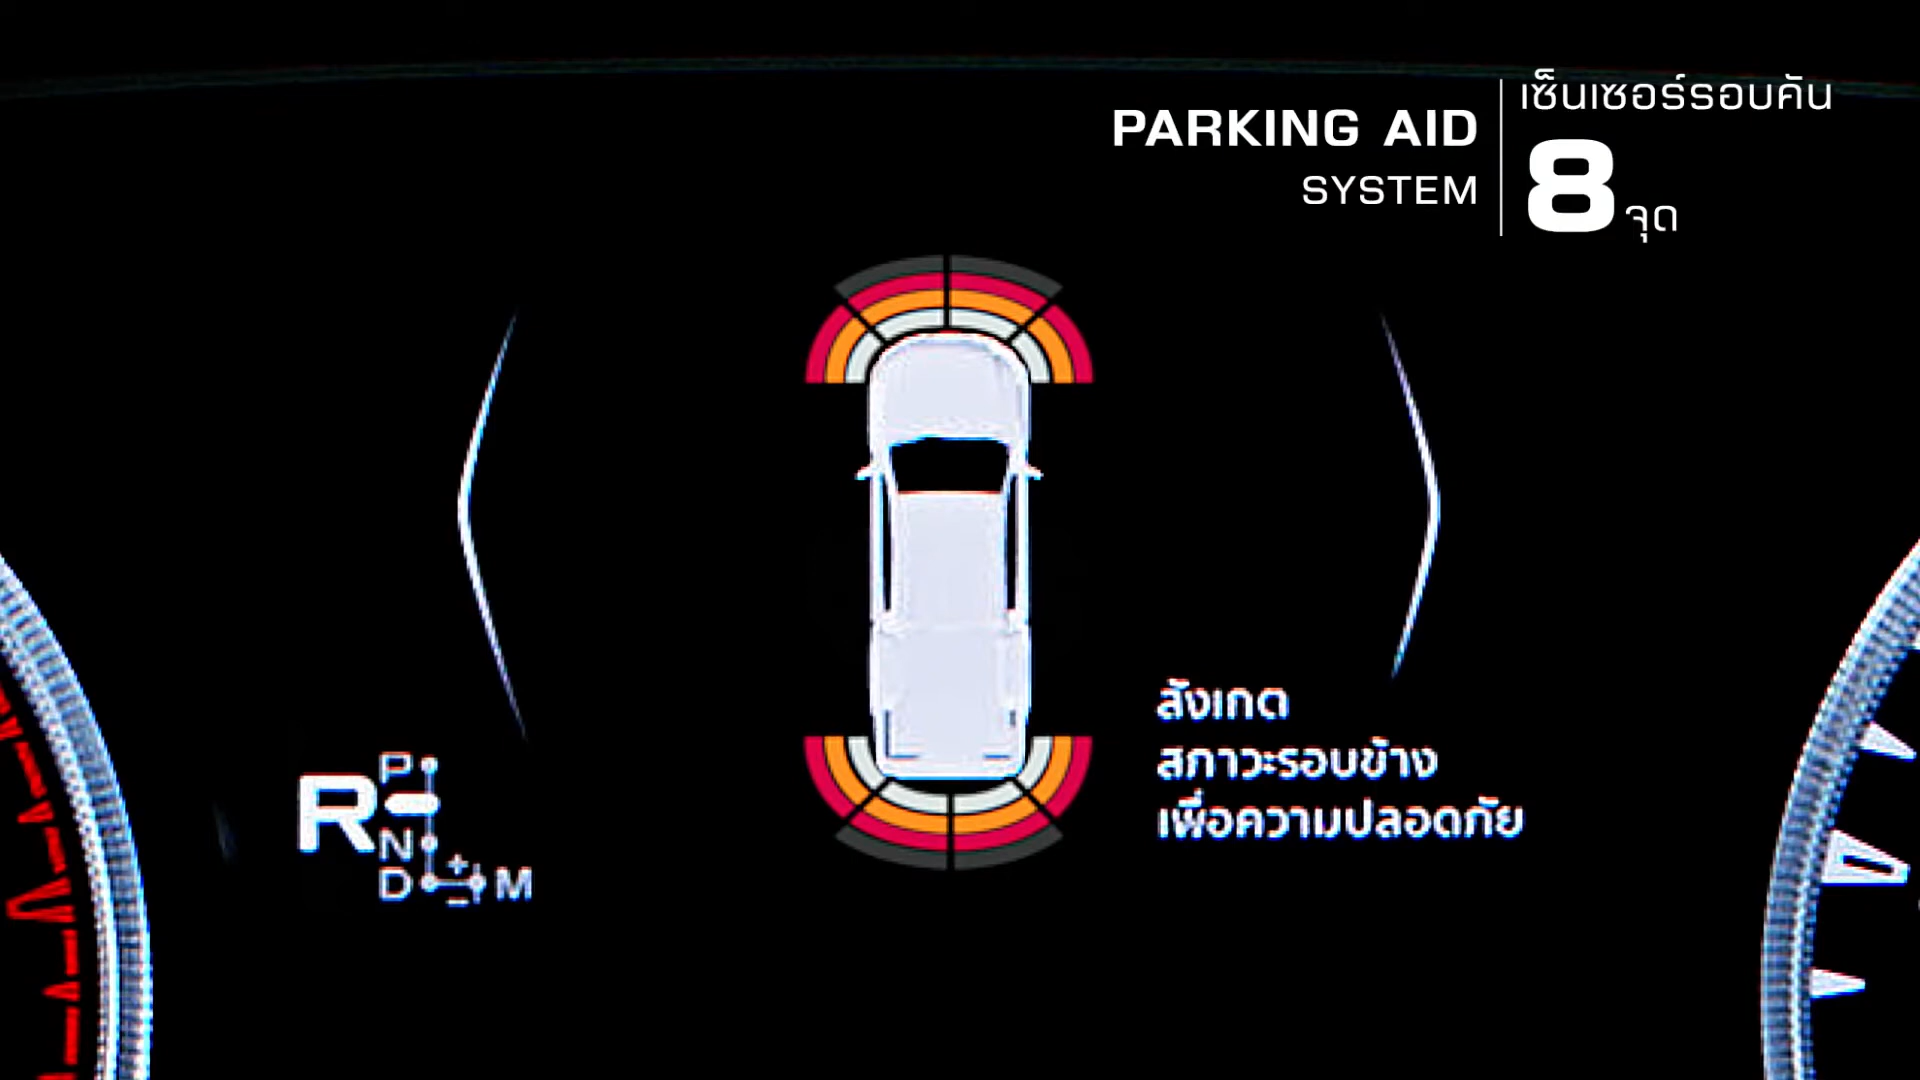 PARKING AID
SYSTEM
เซ็นเซอร์รอบคัน
8 จุด
สังเกต
สภาวะรอบข้าง
เพื่อความปลอดภัย
P
R
N
D + - M